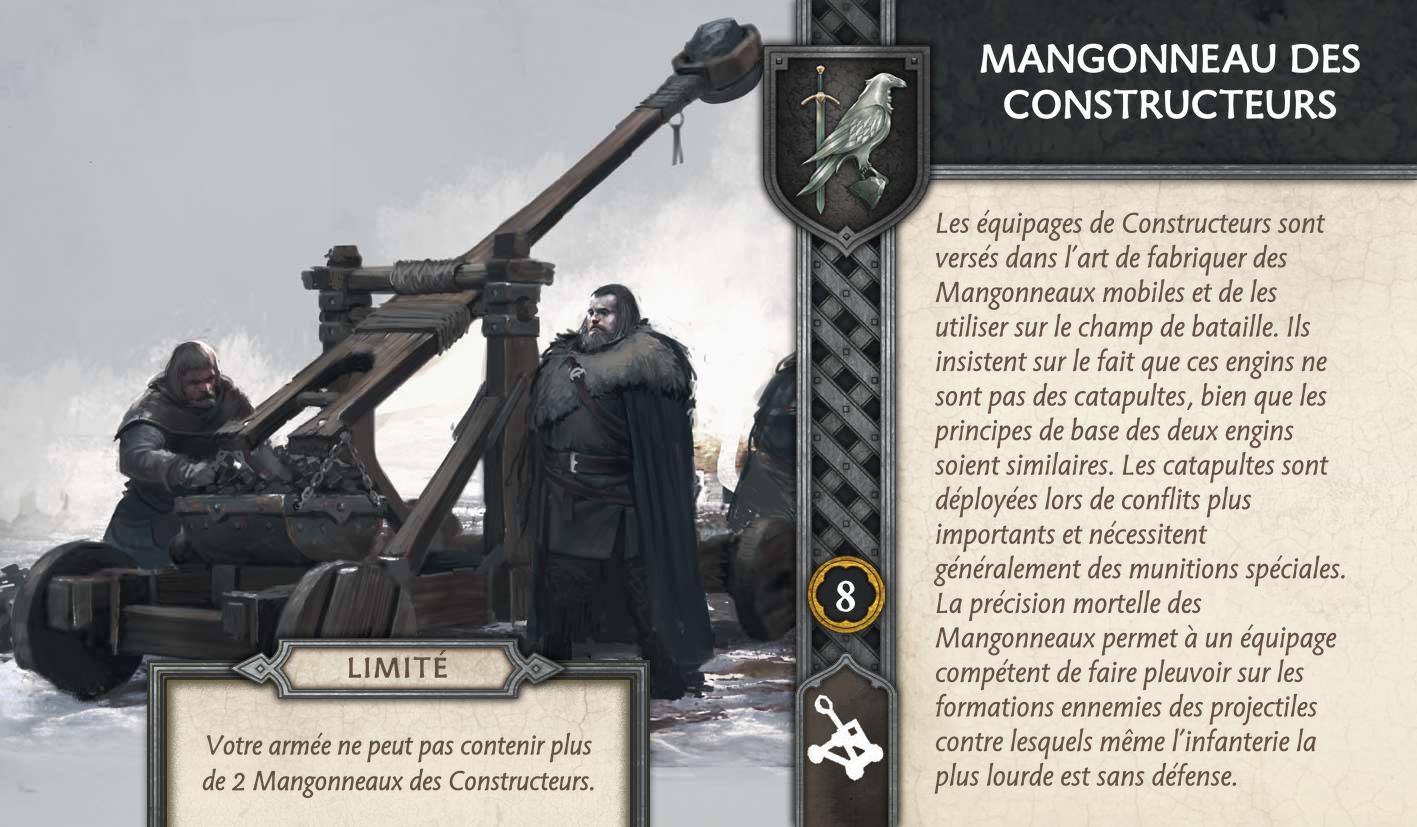 MANGONNEAU DES
CONSTRUCTEURS
Les équipages de Constructeurs sont
versés dans l'art de fabriquer des
Mangonneaux mobiles et de les
utiliser sur le champ de bataille. Ils
insistent sur le fait que ces engins ne
sont pas des catapultes, bien que les
principes de base des deux engins
soient similaires. Les catapultes sont
déployées lors de conflits plus
importants et nécessitent
généralement des munitions spéciales.
La précision mortelle des
Mangonneaux permet à un équipage
compétent de faire pleuvoir sur les
formations ennemies des projectiles
contre lesquels même l'infanterie la
plus lourde est sans défense.
8
LIMITÉ
Votre armée ne peut pas contenir plus
de 2 Mangonneaux des Constructeurs.